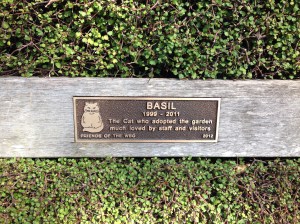 BASIL
1999 - 2011
The Cat who adopted the garden
much loved by staff and visitors
FRIENDS OF THE WBG 2012